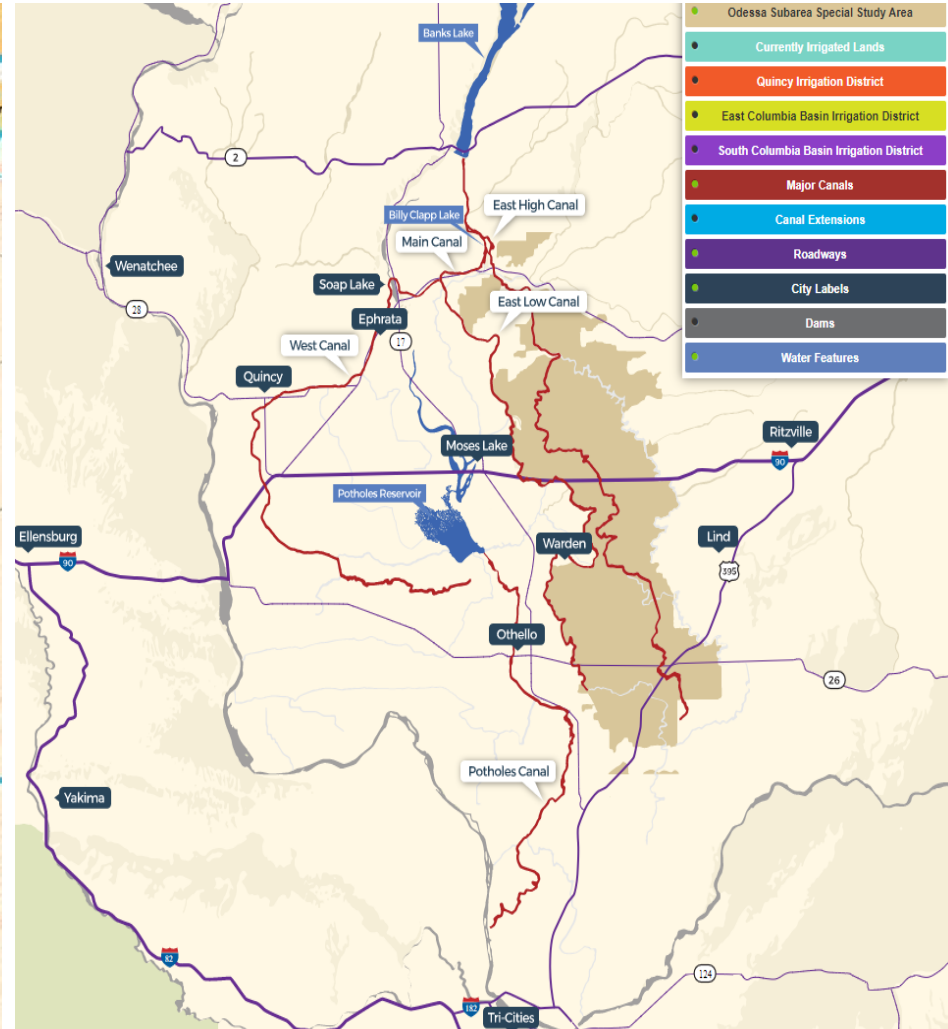 Odessa Subarea Special Study Area
Currently Irrigated Lands
Quincy Irrigation District
East Columbia Basin Irrigation District
South Columbia Basin Irrigation District
Major Canals
Canal Extensions
Roadways
City Labels
Dams
Water Features
Banks Lake
2
East High Canal
Billy Clapp Lake
Main Canal
Wenatchee
Soap Lake
East Low Canal
28
Ephrata
17
West Canal
Quincy
Ritzville
Moses Lake
90
Potholes Reservoir
Ellensburg
90
Warden
Lind
395
Othello
26
Potholes Canal
Yakima
82
124
182
Tri-Cities